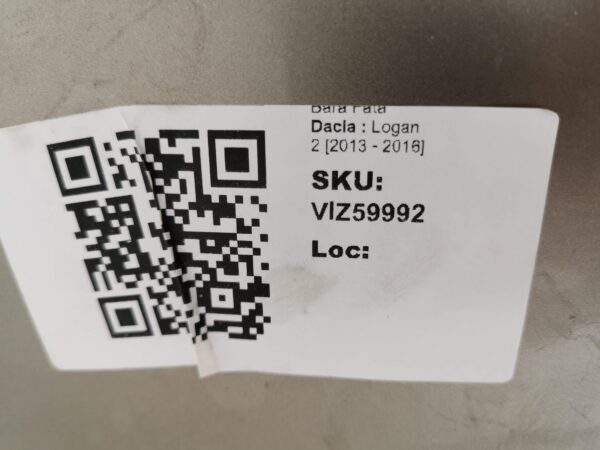 Bara Fata
Dacia : Logan
2 [2013 - 2016]
SKU:
VIZ59992
Loc: